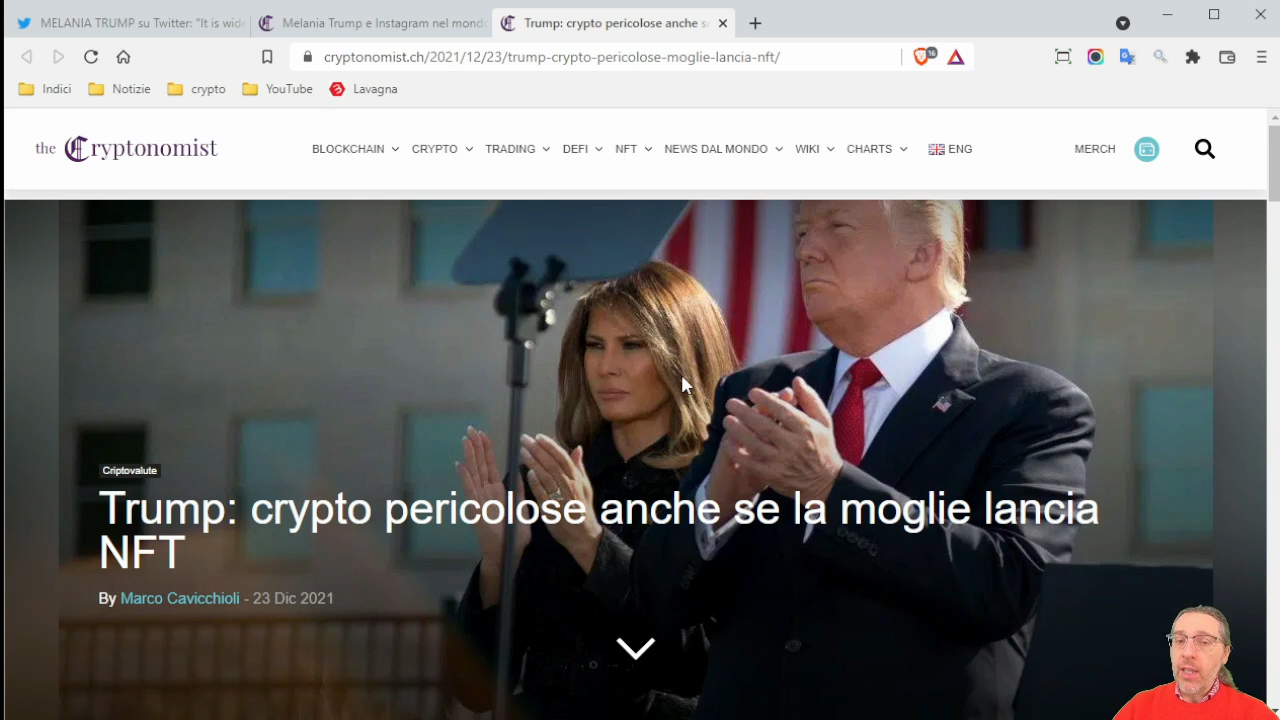 MELANIA TRUMP su Twitter: "It is wid
Melania Trump e Instagram nel mondo
Trump: crypto pericolose anche se
cryptonomist.ch/2021/12/23/trump-crypto-pericolose-moglie-lancia-nft/
16
Indici
Notizie
crypto
YouTube
Lavagna
the Cryptonomist
BLOCKCHAIN
CRYPTO
TRADING
DEFI
NFT
NEWS DAL MONDO
WIKI
CHARTS
ENG
MERCH
Criptovalute
Trump: crypto pericolose anche se la moglie lancia
NFT
By Marco Cavicchioli - 23 Dic 2021